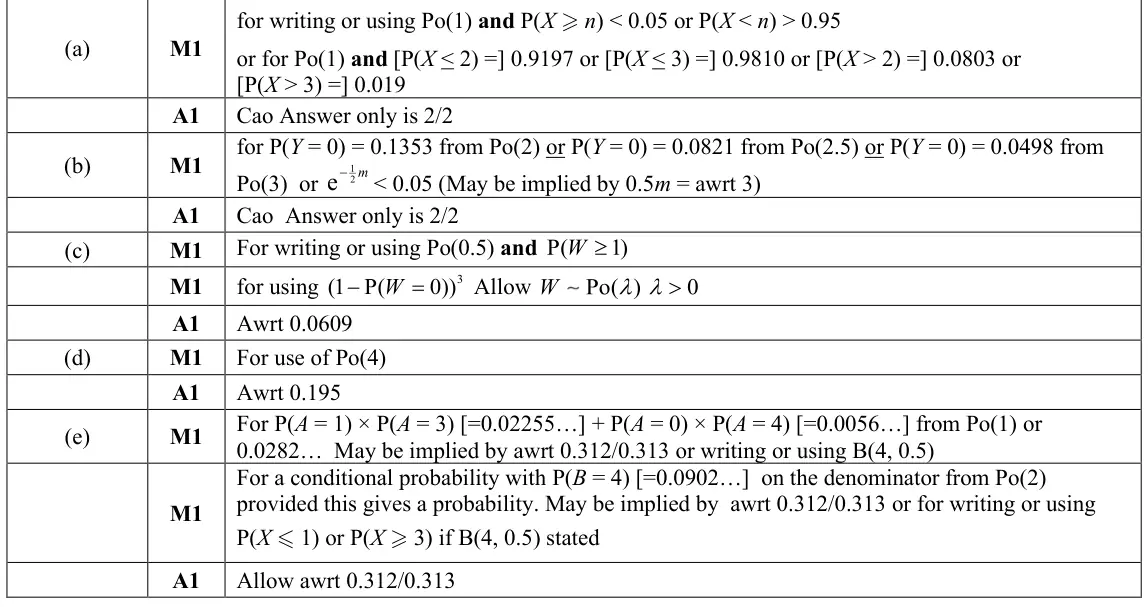 (a) M1 for writing or using Po(1) and P(X ⩾ n) < 0.05 or P(X < n) > 0.95
or for Po(1) and [P(X ≤ 2) =] 0.9197 or [P(X ≤ 3) =] 0.9810 or [P(X > 2) =] 0.0803 or
[P(X > 3) =] 0.019
A1 Cao Answer only is 2/2
(b) M1 for P(Y = 0) = 0.1353 from Po(2) or P(Y = 0) = 0.0821 from Po(2.5) or P(Y = 0) = 0.0498 from
Po(3) or e^{-\frac{1}{2}m} < 0.05 (May be implied by 0.5m = awrt 3)
A1 Cao Answer only is 2/2
(c) M1 For writing or using Po(0.5) and P(W ≥ 1)
M1 for using (1 − P(W = 0))³ Allow W ~ Po(λ) λ > 0
A1 Awrt 0.0609
(d) M1 For use of Po(4)
A1 Awrt 0.195
(e) M1 For P(A = 1) × P(A = 3) [=0.02255…] + P(A = 0) × P(A = 4) [=0.0056…] from Po(1) or
0.0282… May be implied by awrt 0.312/0.313 or writing or using B(4, 0.5)
M1 For a conditional probability with P(B = 4) [=0.0902…] on the denominator from Po(2)
provided this gives a probability. May be implied by awrt 0.312/0.313 or for writing or using
P(X ⩽ 1) or P(X ⩾ 3) if B(4, 0.5) stated
A1 Allow awrt 0.312/0.313